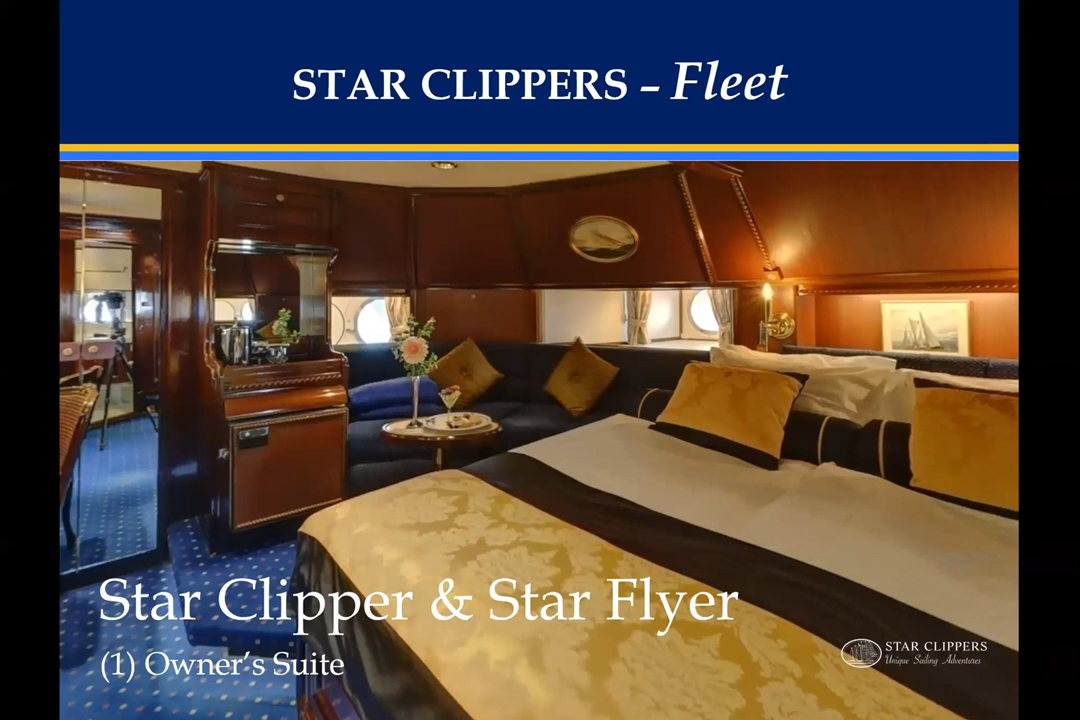 STAR CLIPPERS – Fleet
Star Clipper & Star Flyer
(1) Owner's Suite
STAR CLIPPERS
Unique Sailing Adventures